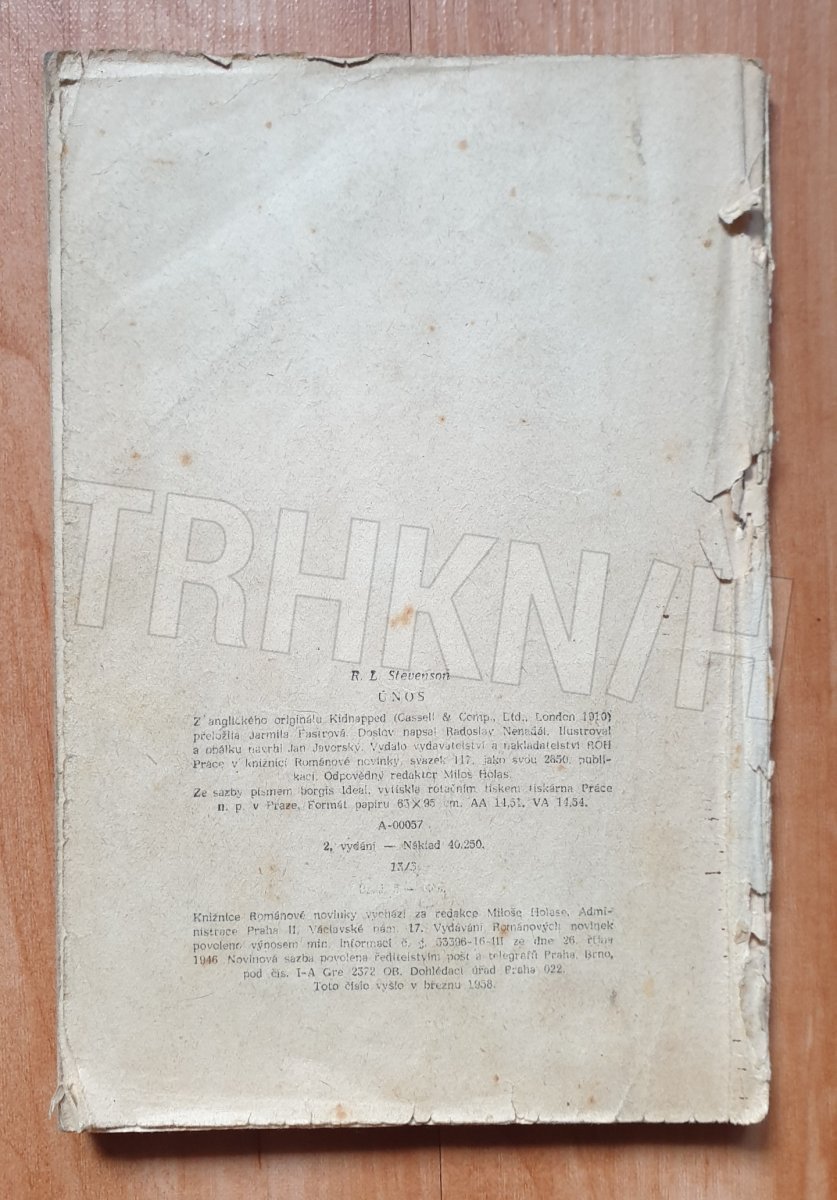 R. L. Stevenson
ÚNOS
Z anglického originálu Kidnapped (Cassell & Comp., Ltd., London 1910)
přeložila Jarmila Fastrová. Doslov napsal Radoslav Nenadál. Ilustroval
a obálku navrhl Jan Javorský. Vydalo vydavatelství a nakladatelství ROH
Práce v knižnici Románové novinky, svazek 117, jako svou 2850. publi-
kaci. Odpovědný redaktor Miloš Holas.
Ze sazby písmem borgis Ideal, vytiskla rotačním tiskem tiskárna Práce
n. p. v Praze. Formát papíru 63 × 95 cm. AA 14,51. VA 14,54.
A-00057
2. vydání — Náklad 40.250.
13/5
Knižnice Románové novinky vychází za redakce Miloše Holase. Admi-
nistrace Praha II, Václavské nám. 17. Vydávání Románových novinek
povoleno výnosem min. informací č. j. 53396-16-III ze dne 26. října
1946 Novinová sazba povolena ředitelstvím pošt a telegrafů Praha, Brno,
pod čís. I-A Gre 2372 OB. Dohlédací úřad Praha 022.
Toto číslo vyšlo v březnu 1958.
TRHKNIH